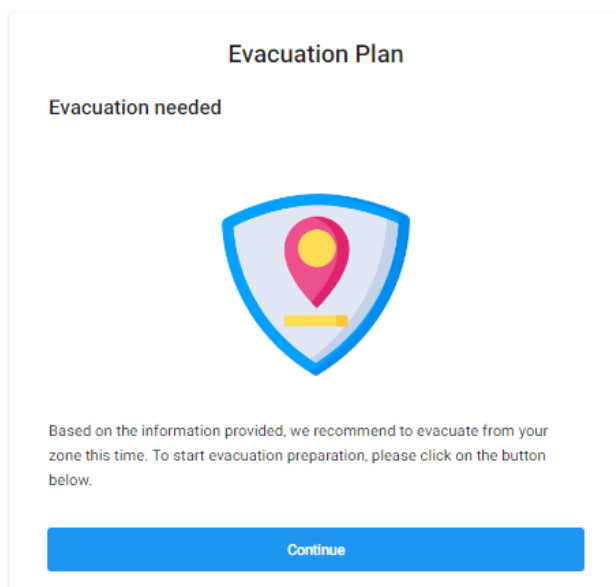 Evacuation Plan
Evacuation needed
Based on the information provided, we recommend to evacuate from your
zone this time. To start evacuation preparation, please click on the button
below.
Continue